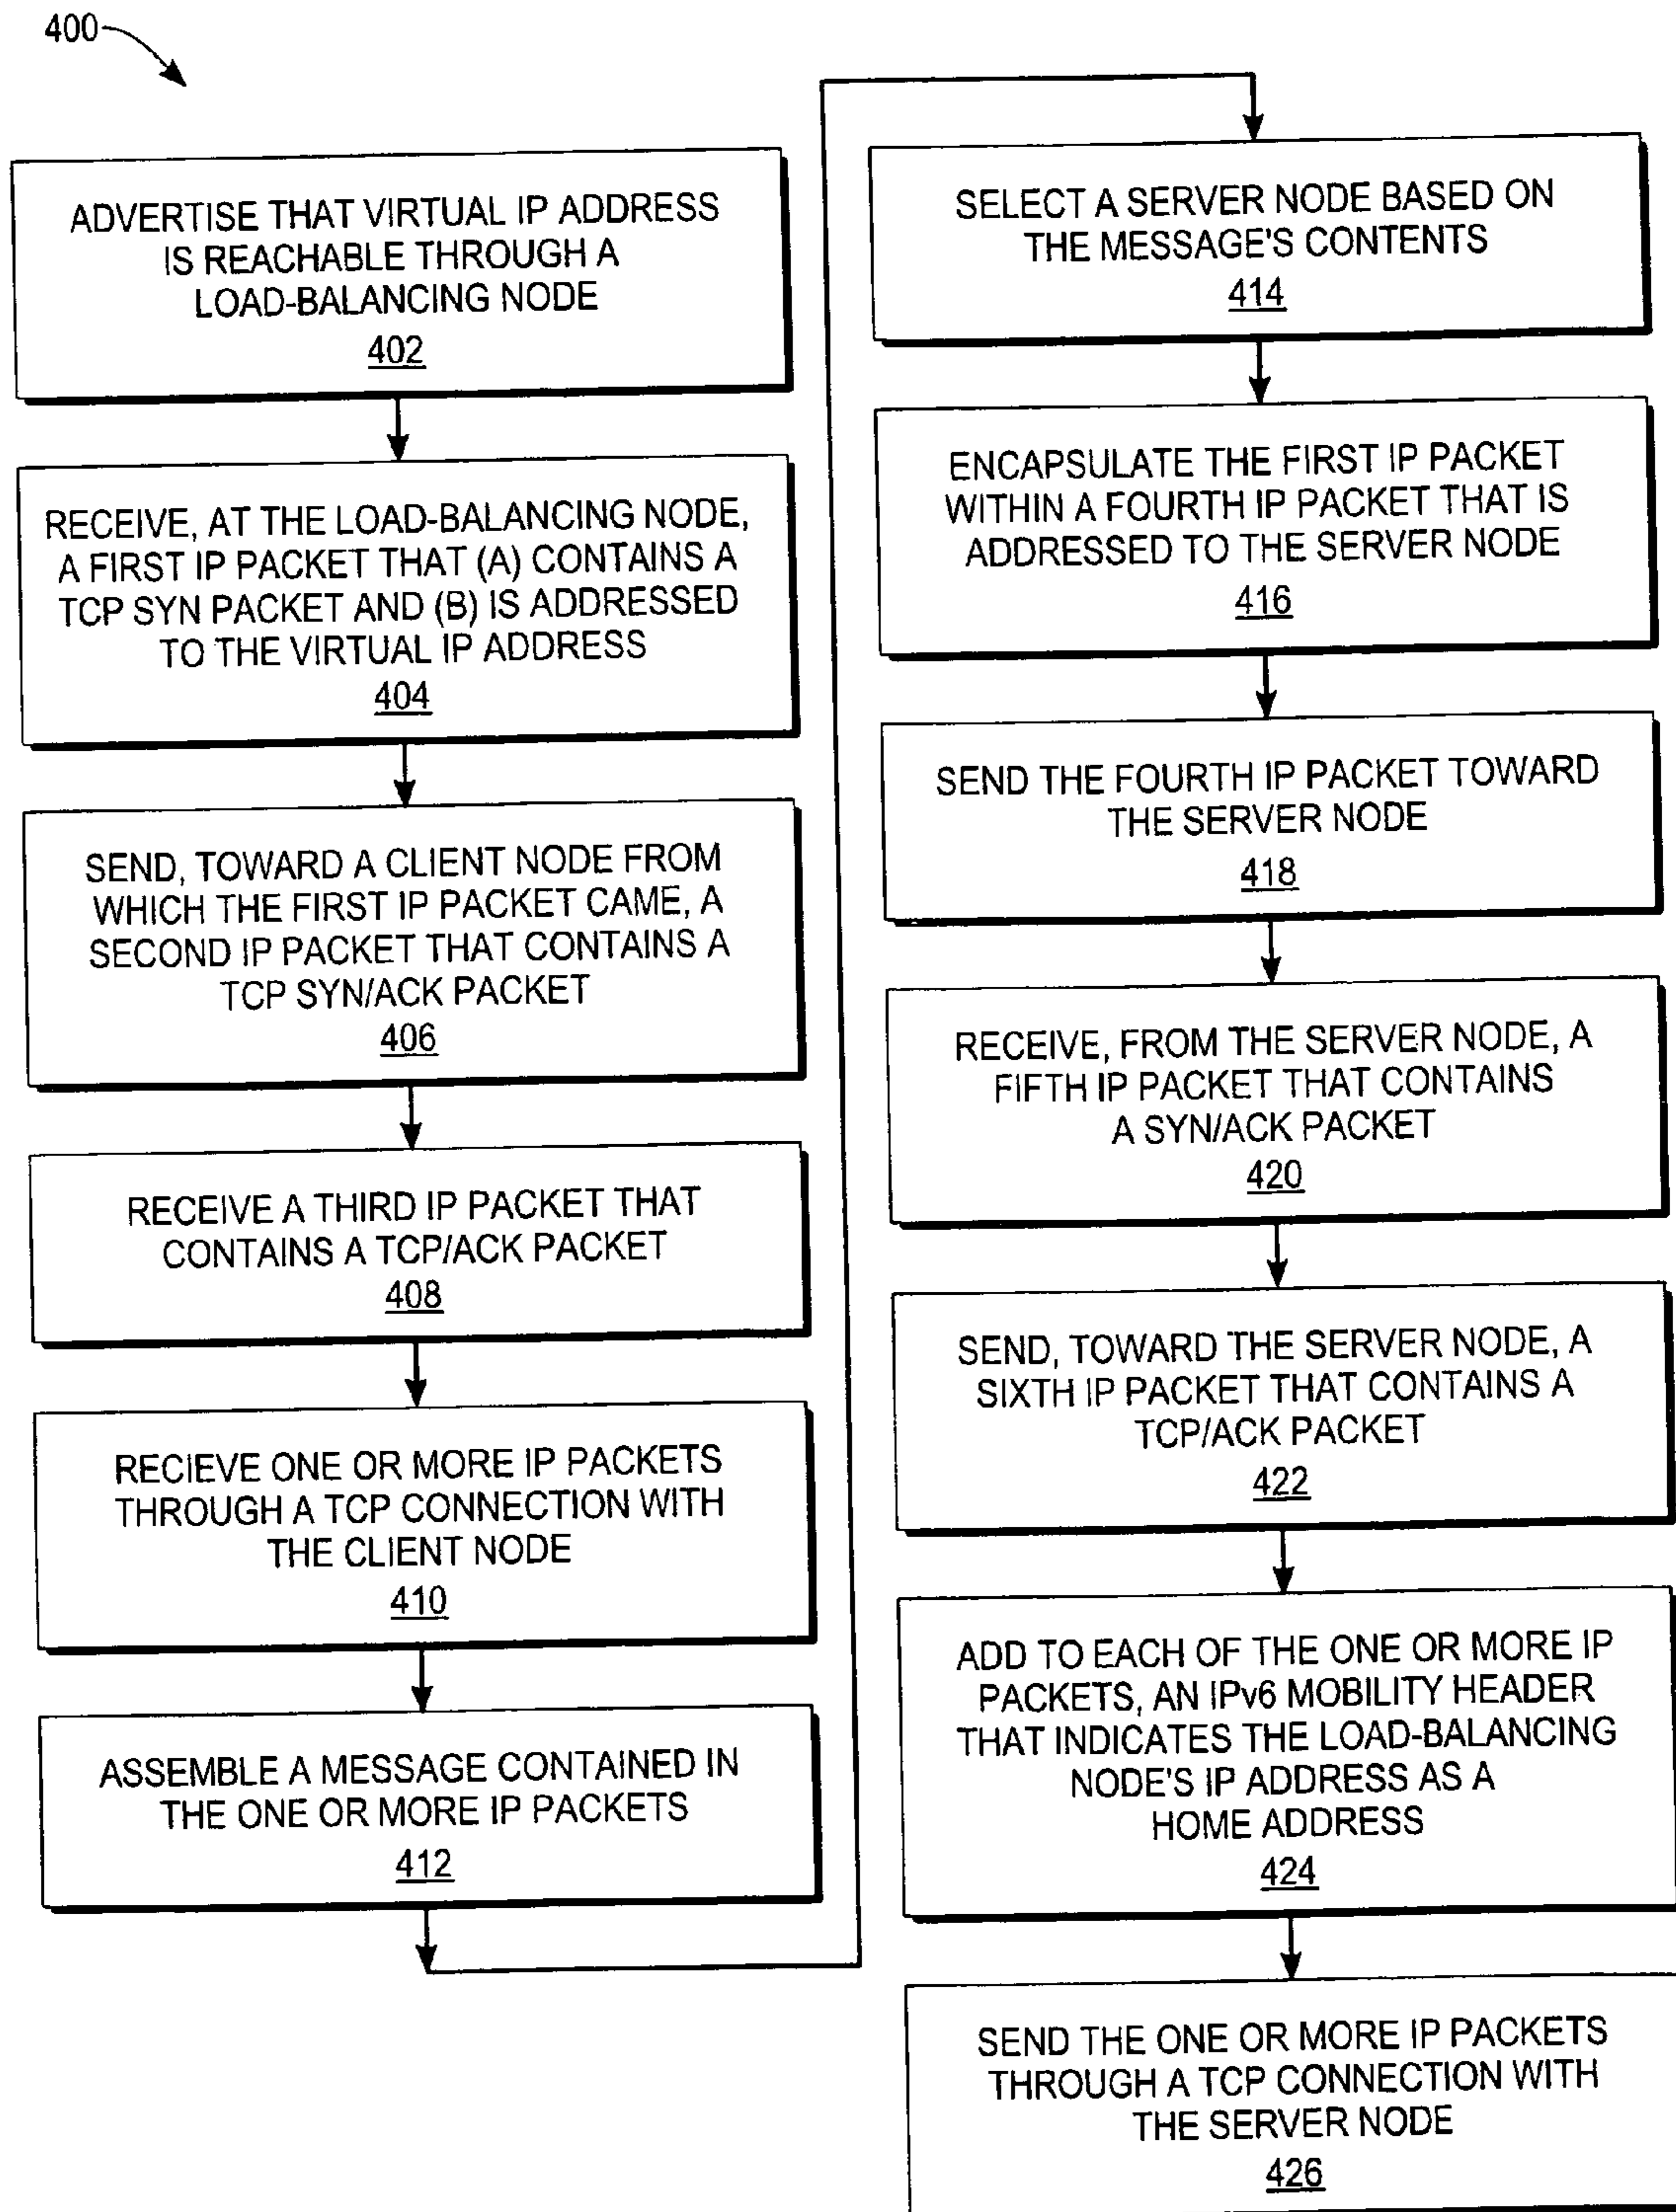 400
ADVERTISE THAT VIRTUAL IP ADDRESS
IS REACHABLE THROUGH A
LOAD-BALANCING NODE
402
RECEIVE, AT THE LOAD-BALANCING NODE,
A FIRST IP PACKET THAT (A) CONTAINS A
TCP SYN PACKET AND (B) IS ADDRESSED
TO THE VIRTUAL IP ADDRESS
404
SEND, TOWARD A CLIENT NODE FROM
WHICH THE FIRST IP PACKET CAME, A
SECOND IP PACKET THAT CONTAINS A
TCP SYN/ACK PACKET
406
RECEIVE A THIRD IP PACKET THAT
CONTAINS A TCP/ACK PACKET
408
RECIEVE ONE OR MORE IP PACKETS
THROUGH A TCP CONNECTION WITH
THE CLIENT NODE
410
ASSEMBLE A MESSAGE CONTAINED IN
THE ONE OR MORE IP PACKETS
412
SELECT A SERVER NODE BASED ON
THE MESSAGE'S CONTENTS
414
ENCAPSULATE THE FIRST IP PACKET
WITHIN A FOURTH IP PACKET THAT IS
ADDRESSED TO THE SERVER NODE
416
SEND THE FOURTH IP PACKET TOWARD
THE SERVER NODE
418
RECEIVE, FROM THE SERVER NODE, A
FIFTH IP PACKET THAT CONTAINS
A SYN/ACK PACKET
420
SEND, TOWARD THE SERVER NODE, A
SIXTH IP PACKET THAT CONTAINS A
TCP/ACK PACKET
422
ADD TO EACH OF THE ONE OR MORE IP
PACKETS, AN IPv6 MOBILITY HEADER
THAT INDICATES THE LOAD-BALANCING
NODE'S IP ADDRESS AS A
HOME ADDRESS
424
SEND THE ONE OR MORE IP PACKETS
THROUGH A TCP CONNECTION WITH
THE SERVER NODE
426